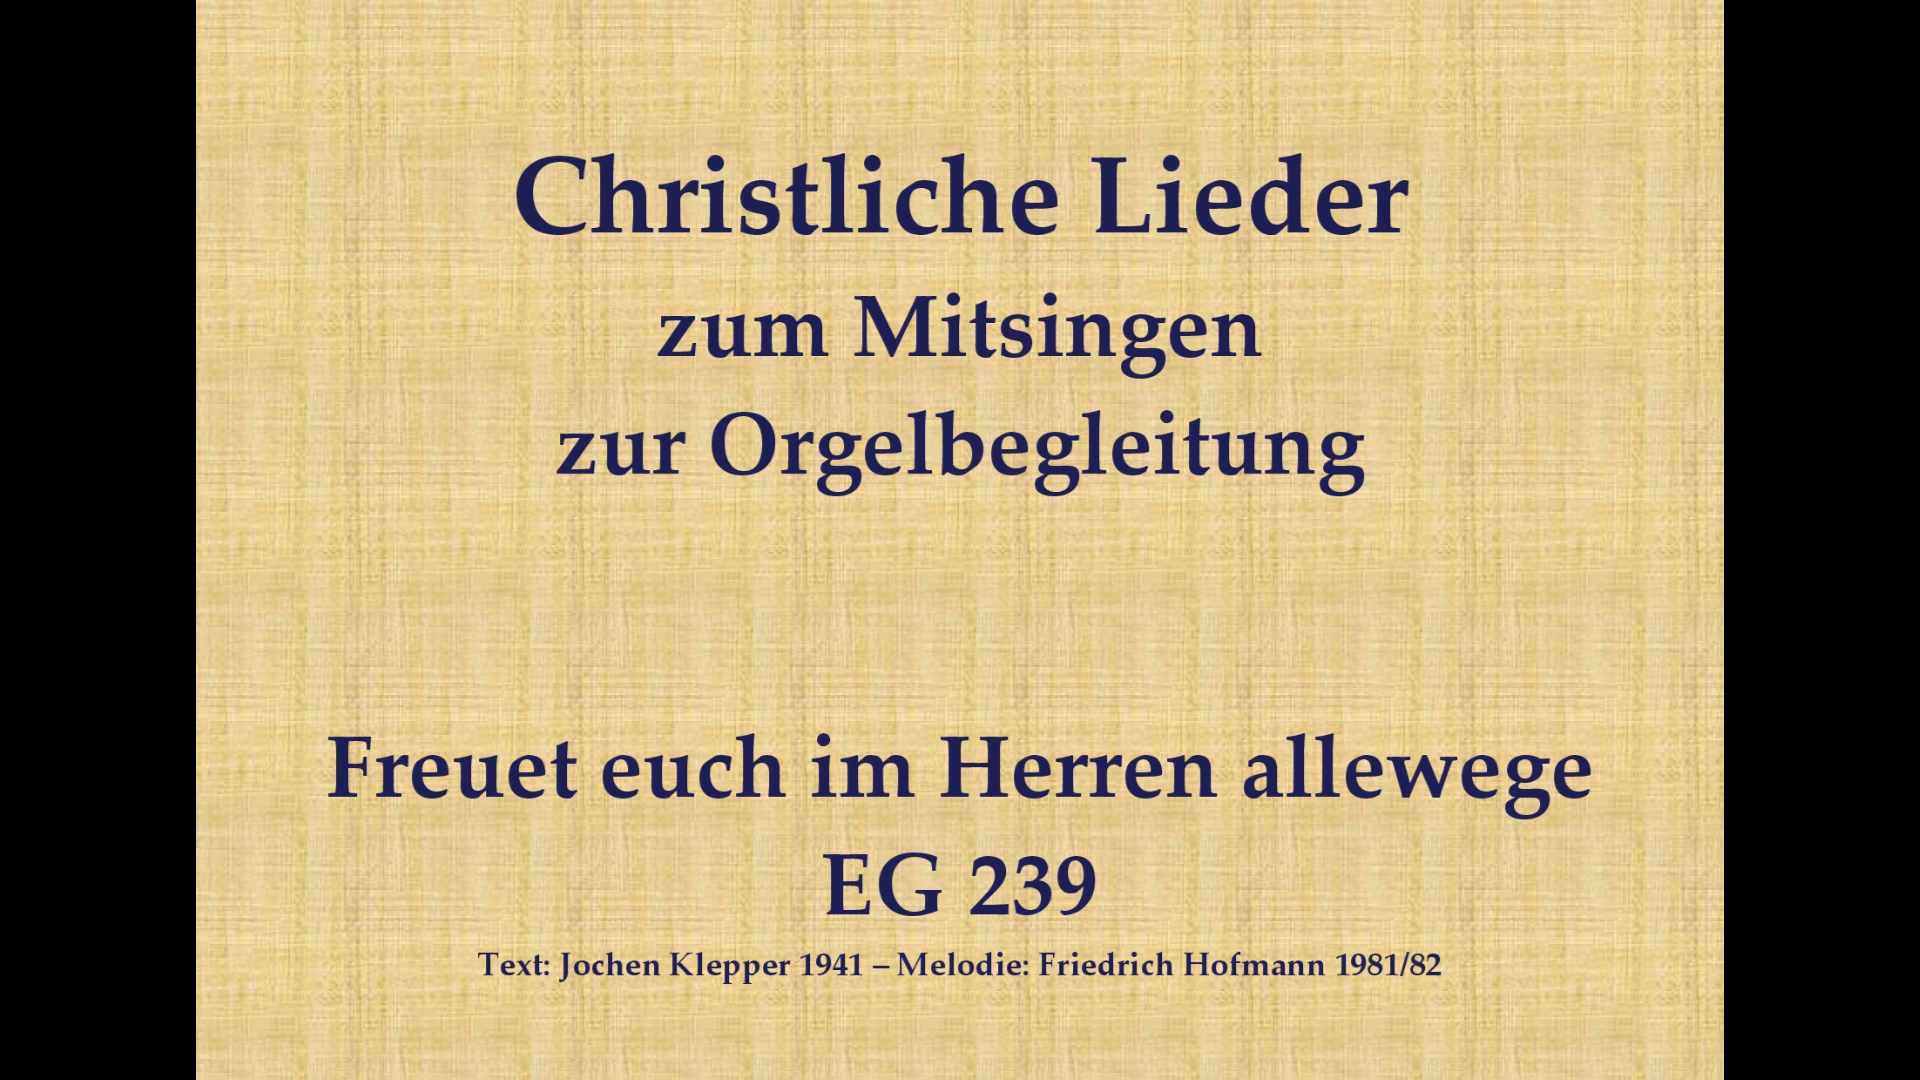 Christliche Lieder
zum Mitsingen
zur Orgelbegleitung
Freuet euch im Herren allewege
EG 239
Text: Jochen Klepper 1941 – Melodie: Friedrich Hofmann 1981/82